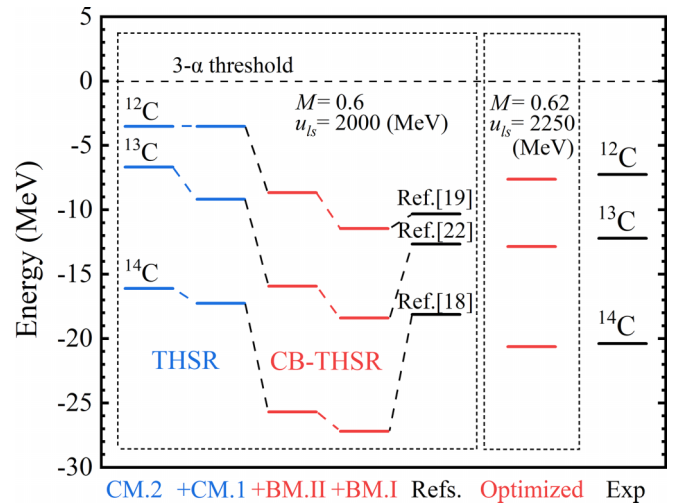 5
0
-5
-10
-15
-20
-25
-30
Energy (MeV)
3-α threshold
M= 0.6
u_ls = 2000 (MeV)
M= 0.62
u_ls= 2250
(MeV)
¹²C
¹³C
¹⁴C
THSR
CB-THSR
Ref.[19]
Ref.[22]
Ref.[18]
¹²C
¹³C
¹⁴C
CM.2 +CM.1 +BM.II +BM.I Refs. Optimized Exp